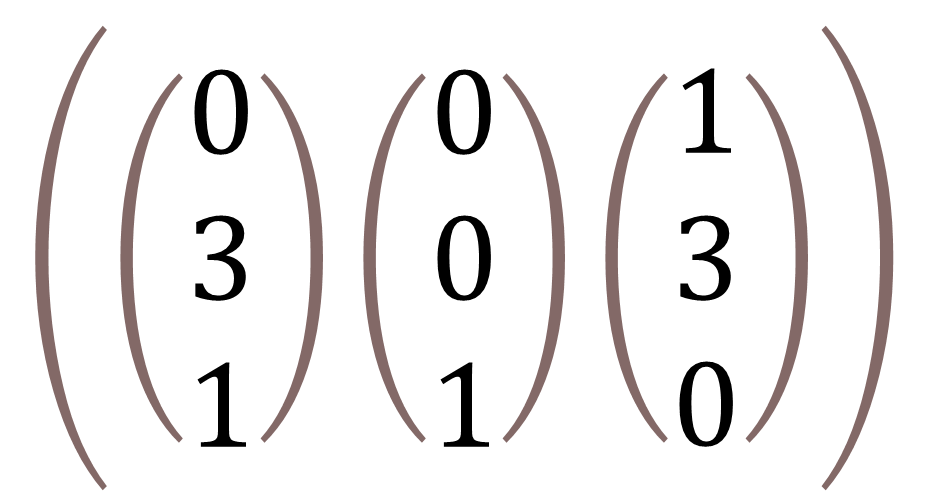 ( ( 0 ) ( 0 ) ( 1 ) )
( ( 3 ) ( 0 ) ( 3 ) )
( ( 1 ) ( 1 ) ( 0 ) )